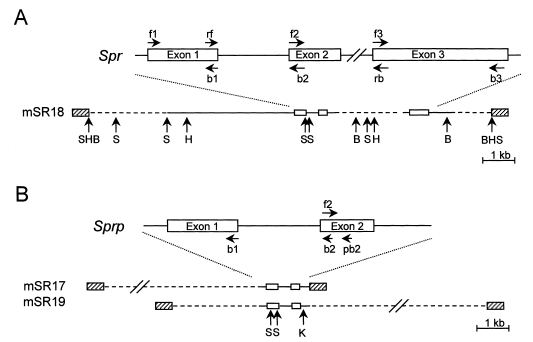 A
f1 rf f2 f3
Spr Exon 1 Exon 2 Exon 3
b1 b2 rb b3
mSR18
SHB S S H SS B S H B BHS
1 kb
B
f2
Sprp Exon 1 Exon 2
b1 b2 pb2
mSR17
mSR19
SS K
1 kb